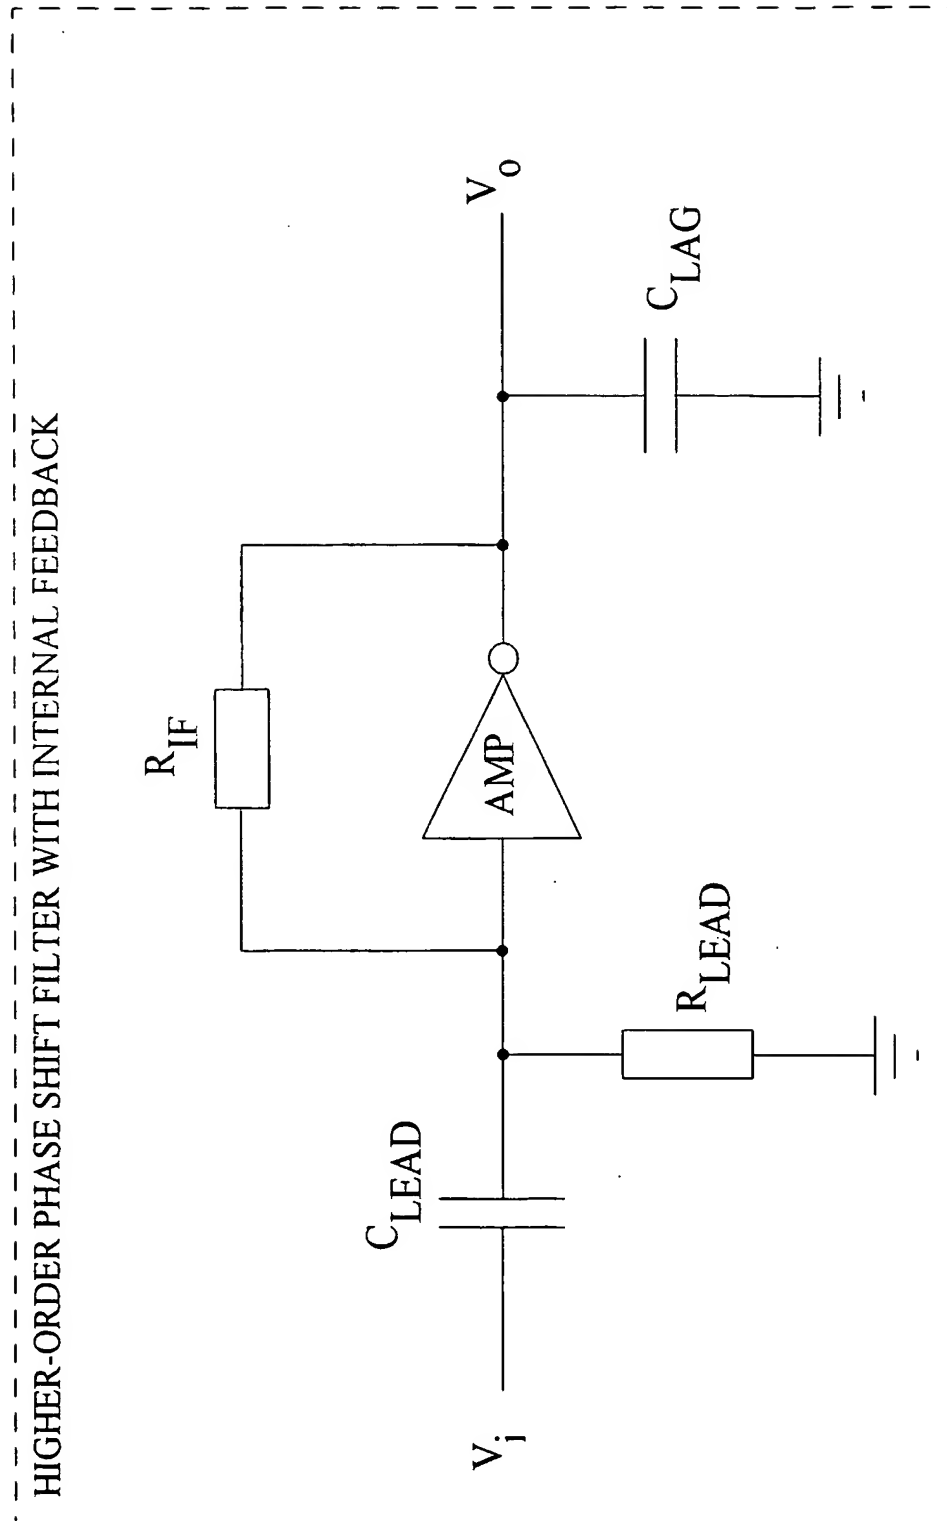 HIGHER-ORDER PHASE SHIFT FILTER WITH INTERNAL FEEDBACK
R_IF
C_LEAD
AMP
V_i
V_o
R_LEAD
C_LAG